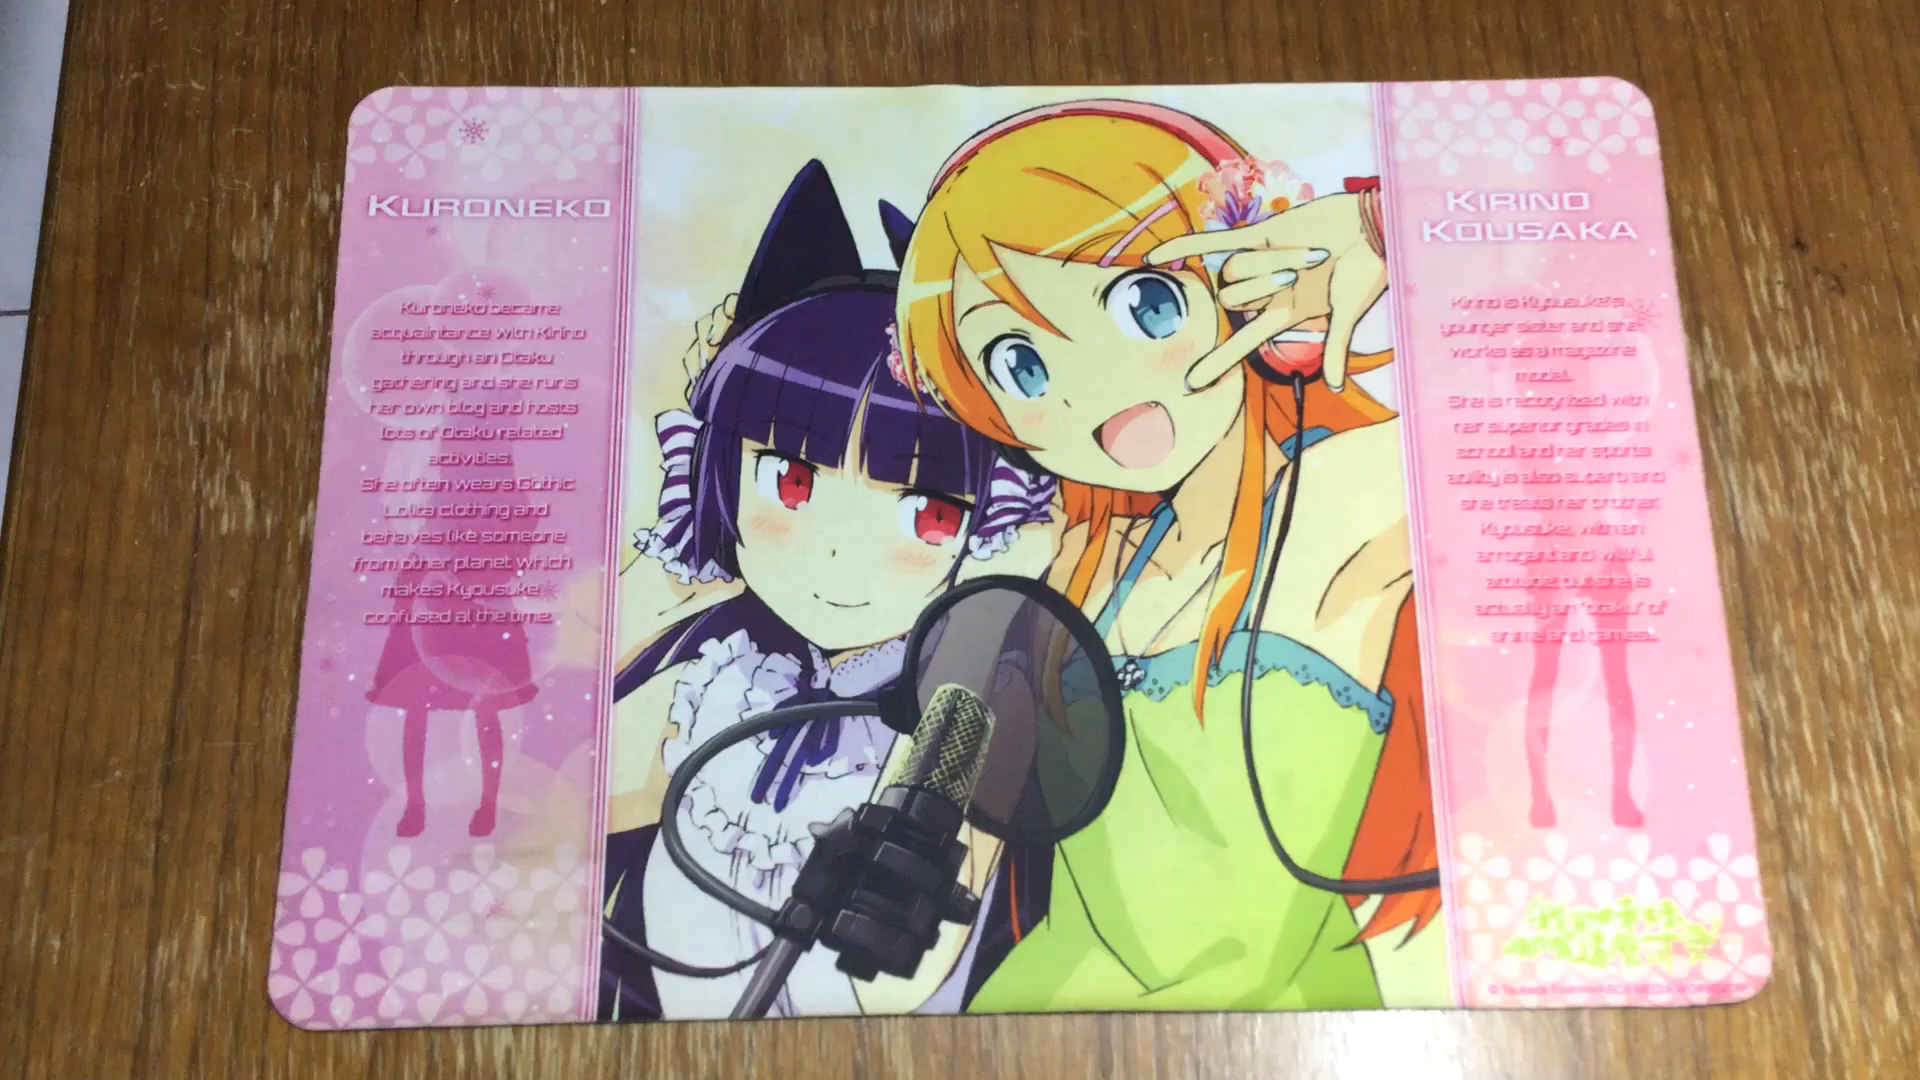 KURONEKO
Kuroneko became
acquaintance with Kirino
through an Otaku
gathering and she runs
her own blog and hosts
lots of Otaku related
activities.
She often wears Gothic
Lolita clothing and
behaves like someone
from other planet which
makes Kyousuke
confused al the time.
KIRINO
KOUSAKA
Kirino is Kyousuke's
younger sister and she
works as a magazine
model.
She is recognized with
her superior grades in
school and her sports
ability is also superb and
she treats her brother,
Kyousuke, with an
arrogant and willful
attitude, but she is
actually an "otaku" of
anime and games.